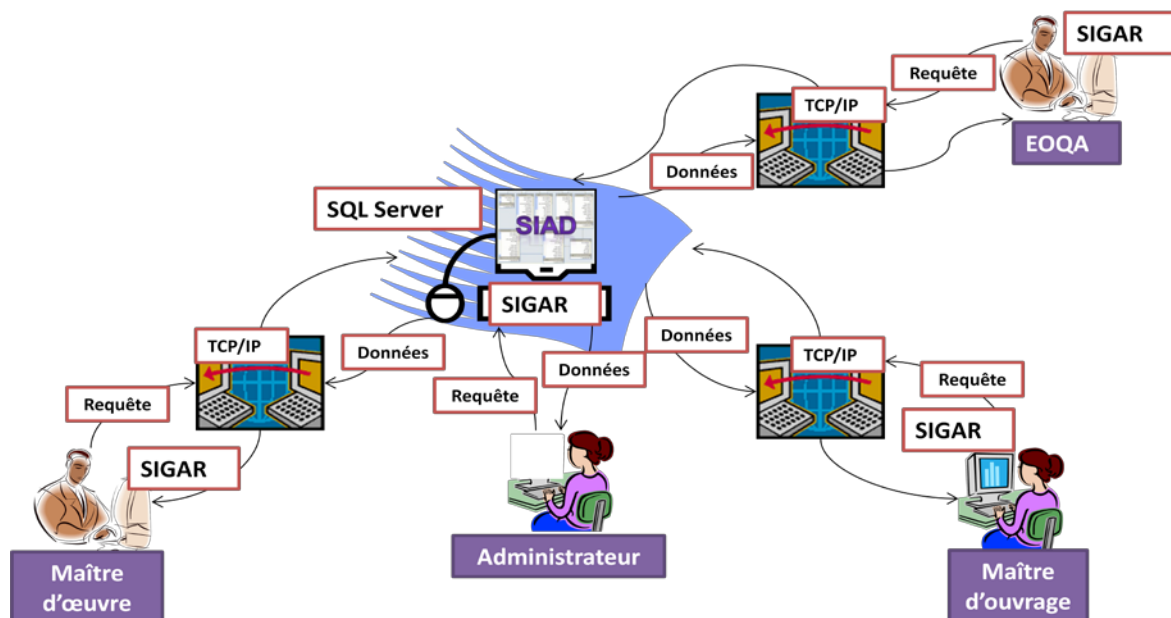 SIGAR
Requête
TCP/IP
EOQA
Données
SQL Server
SIAD
SIGAR
TCP/IP
Données
Requête
Données
Données
TCP/IP
Requête
SIGAR
Requête
SIGAR
Maître
d'œuvre
Administrateur
Maître
d'ouvrage